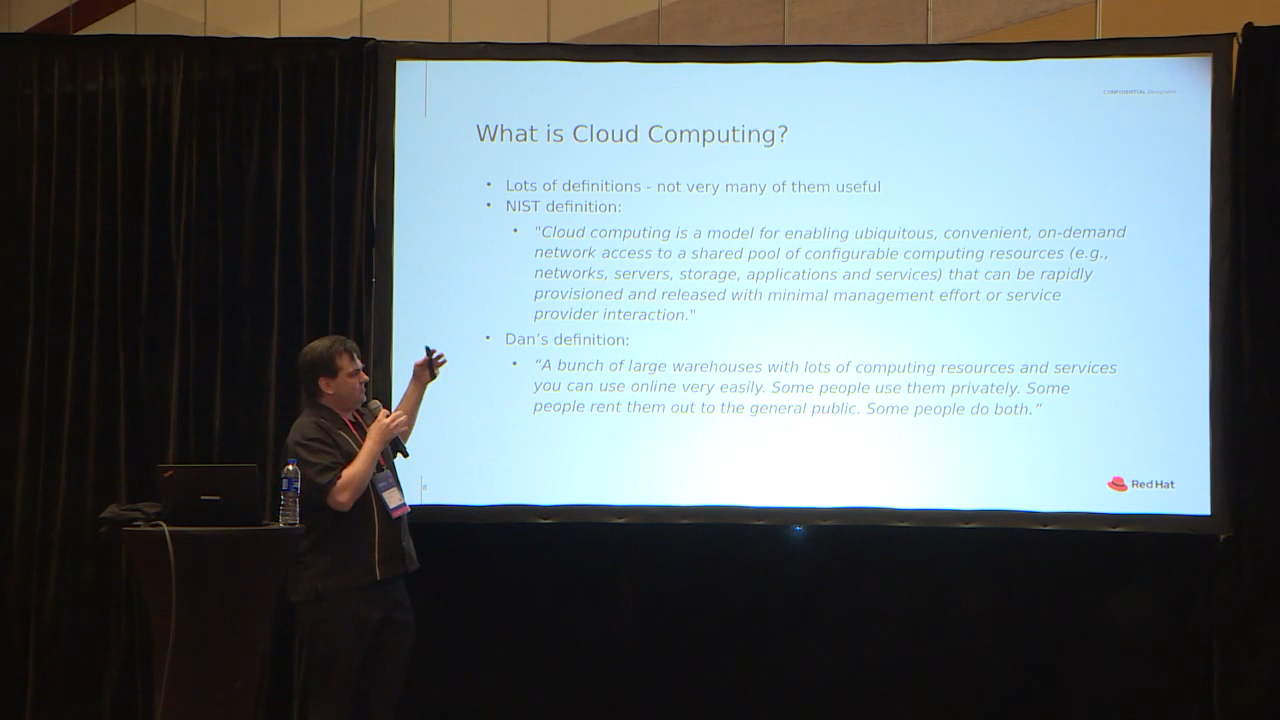 CONFIDENTIAL Designator
What is Cloud Computing?
• Lots of definitions - not very many of them useful
• NIST definition:
• "Cloud computing is a model for enabling ubiquitous, convenient, on-demand
network access to a shared pool of configurable computing resources (e.g.,
networks, servers, storage, applications and services) that can be rapidly
provisioned and released with minimal management effort or service
provider interaction."
• Dan’s definition:
• “A bunch of large warehouses with lots of computing resources and services
you can use online very easily. Some people use them privately. Some
people rent them out to the general public. Some people do both.”
Red Hat